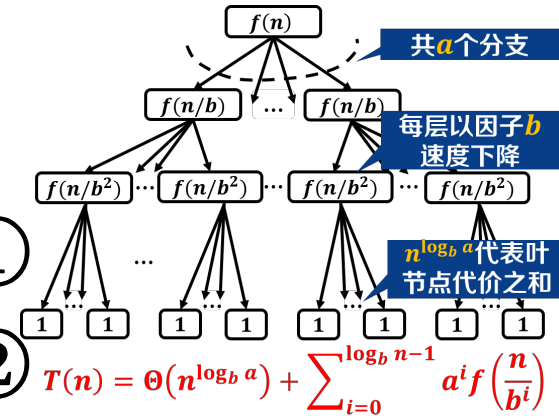 f(n)
共a个分支
f(n/b) ... f(n/b)
每层以因子b
速度下降
f(n/b²) ... f(n/b²) ... f(n/b²) ... f(n/b²)
n^{log_b a}代表叶
节点代价之和
...
... ... ... ...
1 1 1 1 1 1 1 1
2
T(n) = Θ(n^{log_b a}) + ∑_{i=0}^{log_b n−1} a^i f(n/b^i)